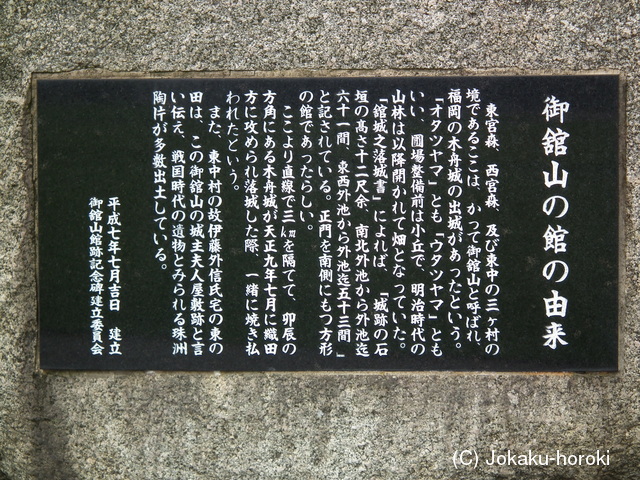 御舘山の館の由来
東宮森、西宮森、及び東中の三ヶ村の
境であるここは、かつて御舘山と呼ばれ
福岡の木舟城の出城があったという。
「オタツヤマ」とも「ウタツヤマ」とも
いい、圃場整備前は小丘で、明治時代の
山林は以降開かれて畑となっていた。
「館城之落城書」によれば、「城跡の石
垣の高さ十二尺余、南北外池から外池迄
六十一間、東西外池から外池迄五十三間」
と記されている。正門を南側にもつ方形
の館であったらしい。
ここより直線で三㎞を隔てて、卯辰の
方角にある木舟城が天正九年七月に織田
方に攻められ落城した際、一緒に焼き払
われたという。
また、東中村の故伊藤外信氏宅の東の
田は、この御舘山の城主夫人屋敷跡と言
い伝え、戦国時代の遺物とみられる珠洲
陶片が多数出土している。
平成七年七月吉日 建立
御舘山館跡記念碑建立委員会
(C) Jokaku-horoki